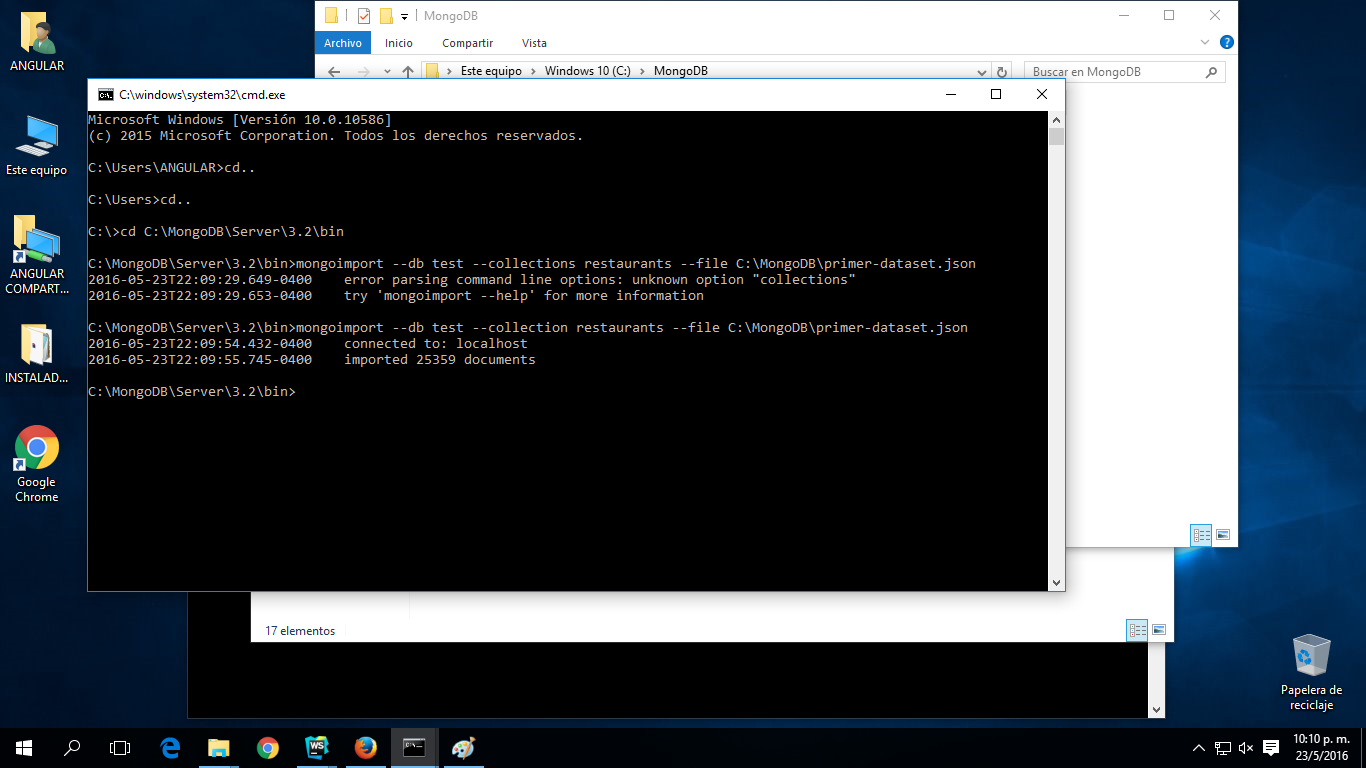 MongoDB
Archivo Inicio Compartir Vista
Este equipo Windows 10 (C:) MongoDB
Buscar en MongoDB
C:\windows\system32\cmd.exe
Microsoft Windows [Versión 10.0.10586]
(c) 2015 Microsoft Corporation. Todos los derechos reservados.
C:\Users\ANGULAR>cd..
C:\Users>cd..
C:\>cd C:\MongoDB\Server\3.2\bin
C:\MongoDB\Server\3.2\bin>mongoimport --db test --collections restaurants --file C:\MongoDB\primer-dataset.json
2016-05-23T22:09:29.649-0400 error parsing command line options: unknown option "collections"
2016-05-23T22:09:29.653-0400 try 'mongoimport --help' for more information
C:\MongoDB\Server\3.2\bin>mongoimport --db test --collection restaurants --file C:\MongoDB\primer-dataset.json
2016-05-23T22:09:54.432-0400 connected to: localhost
2016-05-23T22:09:55.745-0400 imported 25359 documents
C:\MongoDB\Server\3.2\bin>
17 elementos
ANGULAR
Este equipo
ANGULAR
COMPART...
INSTALAD...
Google
Chrome
Papelera de
reciclaje
WS
10:10 p. m.
23/5/2016